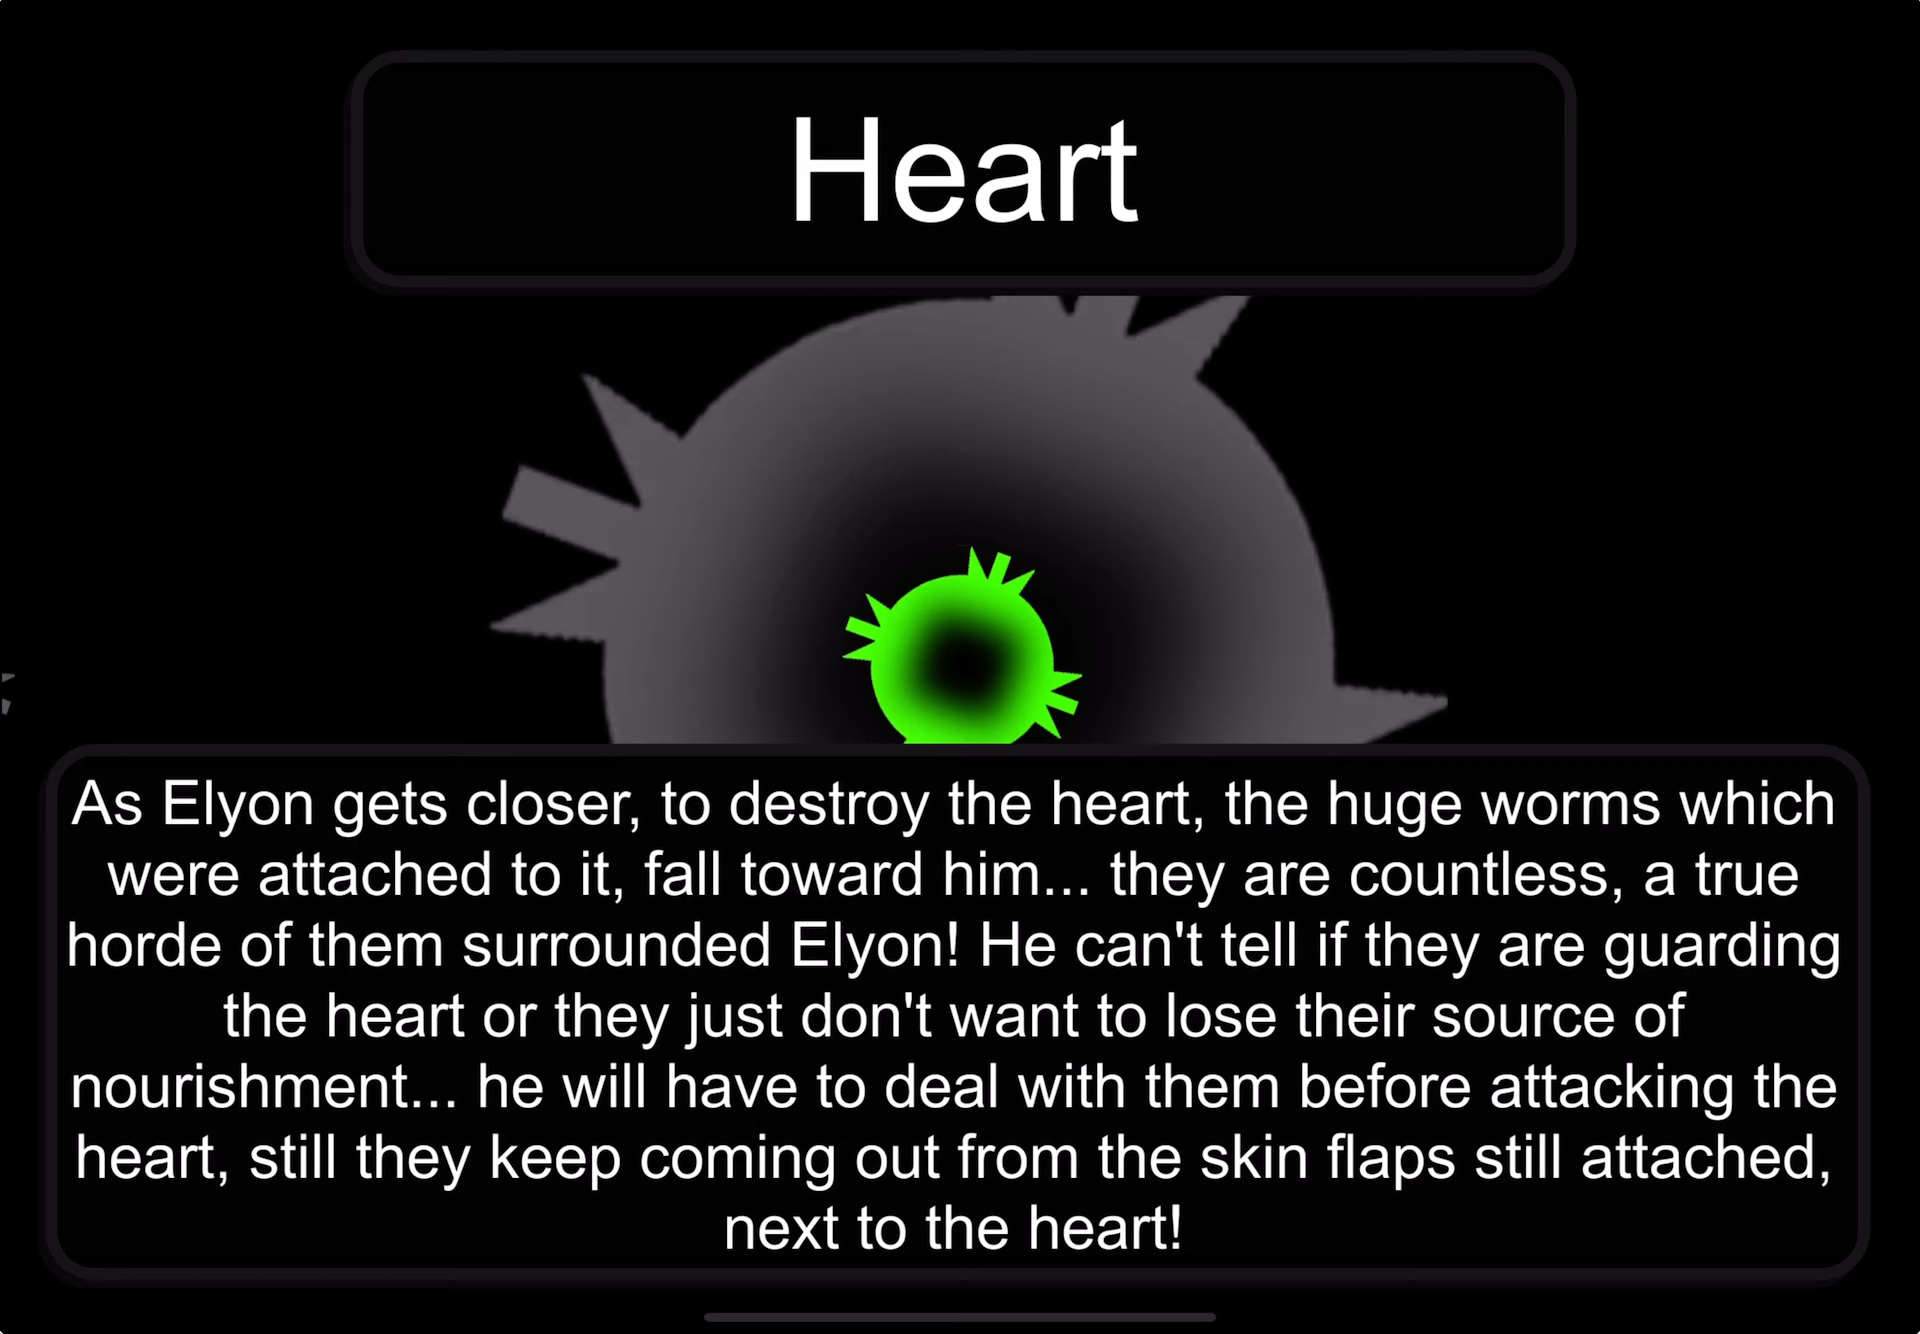 Heart
As Elyon gets closer, to destroy the heart, the huge worms which
were attached to it, fall toward him... they are countless, a true
horde of them surrounded Elyon! He can't tell if they are guarding
the heart or they just don't want to lose their source of
nourishment... he will have to deal with them before attacking the
heart, still they keep coming out from the skin flaps still attached,
next to the heart!